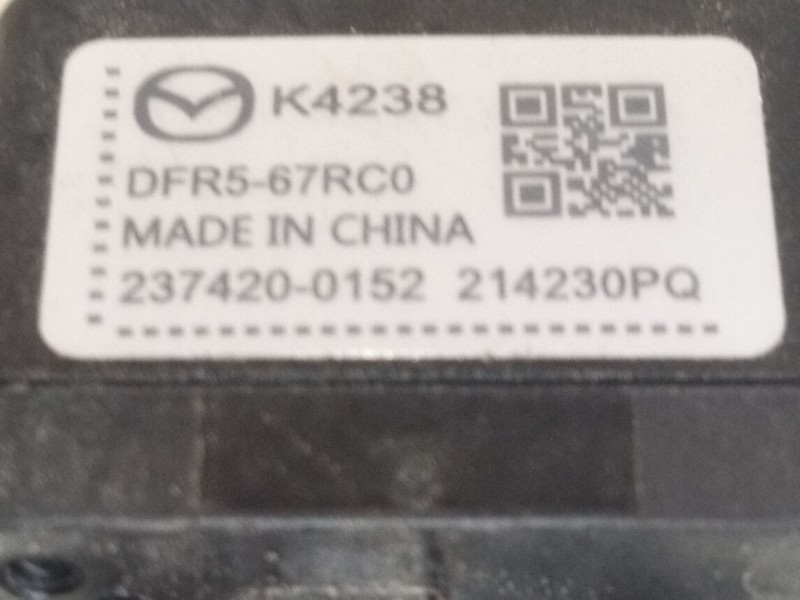 K4238
DFR5-67RC0
MADE IN CHINA
237420-0152 214230PQ